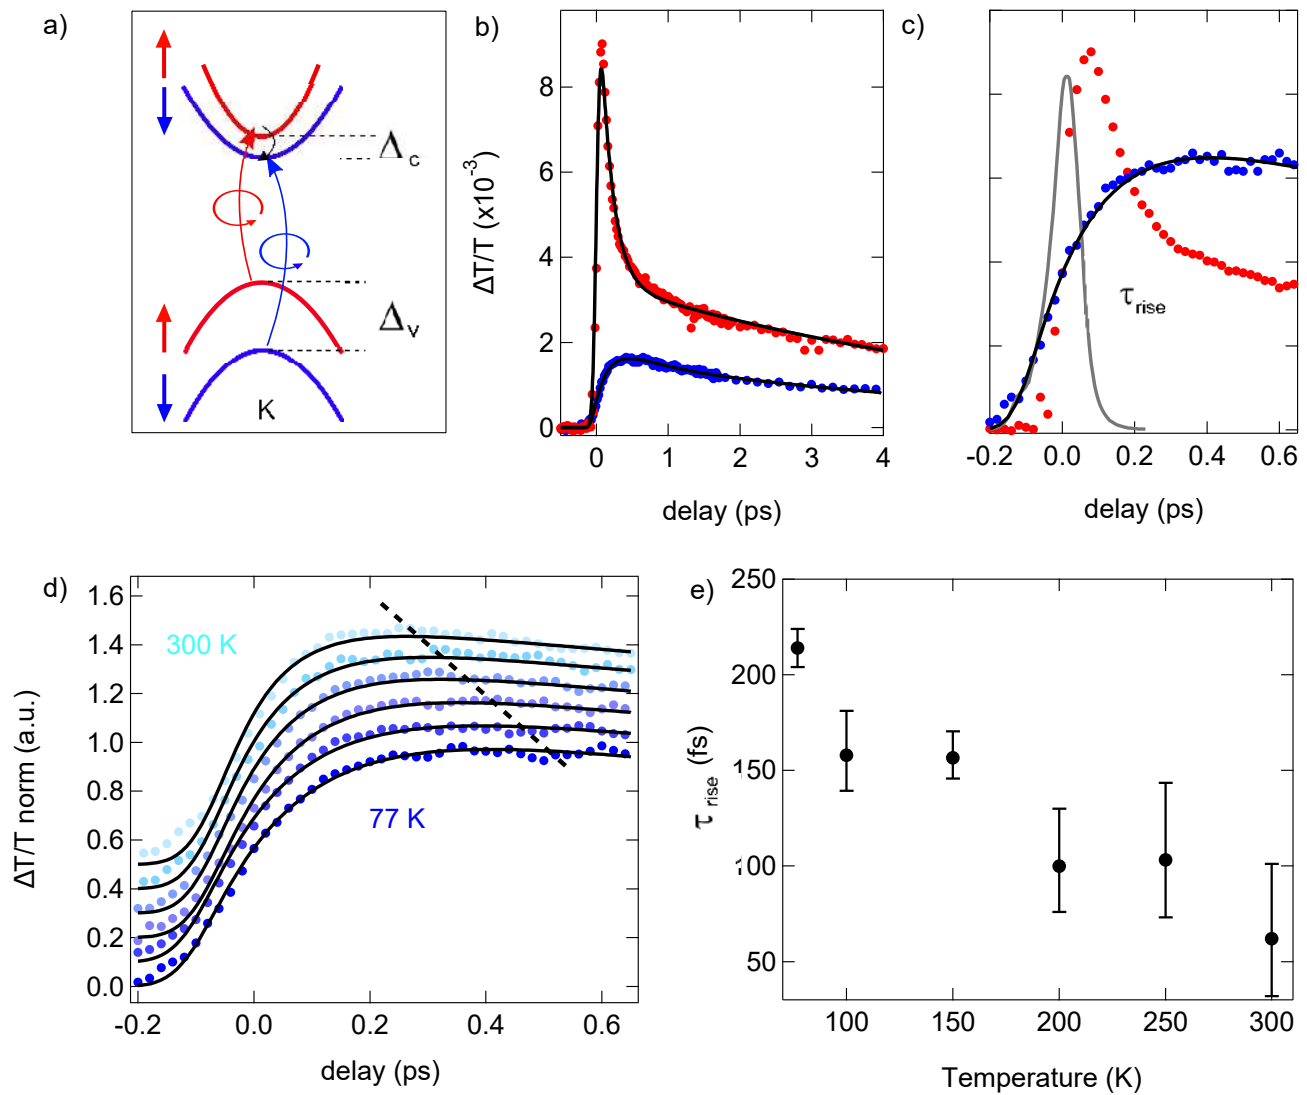 a)
Δc
Δv
K
b)
ΔT/T (x10-3)
8
6
4
2
0
0 1 2 3 4
delay (ps)
c)
τrise
-0.2 0.0 0.2 0.4 0.6
delay (ps)
d)
ΔT/T norm (a.u.)
1.6
1.4
1.2
1.0
0.8
0.6
0.4
0.2
0.0
300 K
77 K
-0.2 0.0 0.2 0.4 0.6
delay (ps)
e)
τrise (fs)
250
200
150
100
50
100 150 200 250 300
Temperature (K)